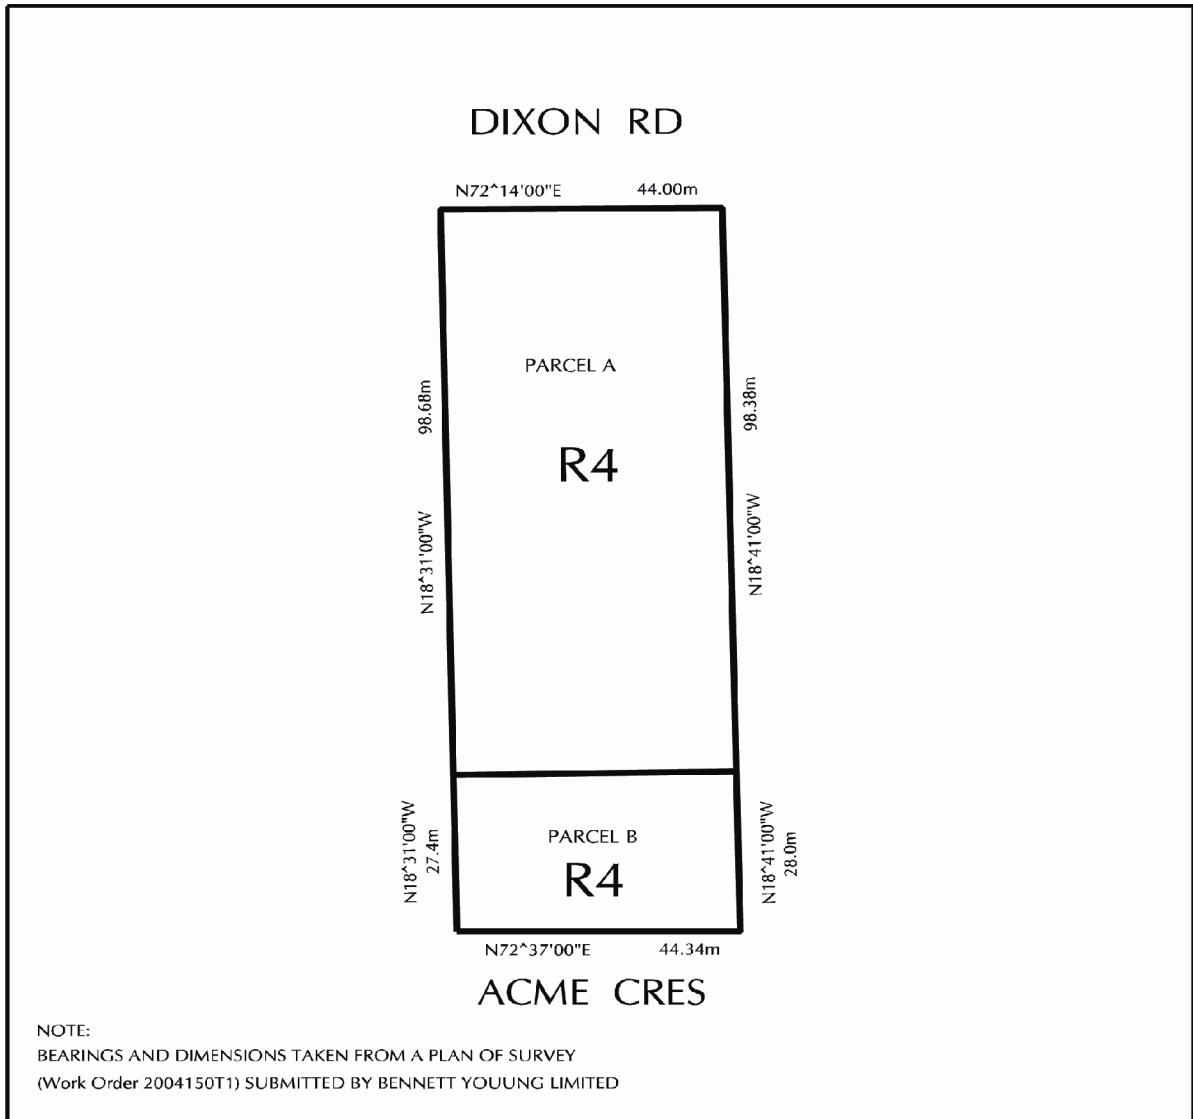 DIXON RD
N72^14'00"E 44.00m
PARCEL A
98.68m
98.38m
R4
N18^31'00"W
N18^41'00"W
N18^31'00"W
27.4m
PARCEL B
R4
N18^41'00"W
28.0m
N72^37'00"E 44.34m
ACME CRES
NOTE:
BEARINGS AND DIMENSIONS TAKEN FROM A PLAN OF SURVEY
(Work Order 2004150T1) SUBMITTED BY BENNETT YOUUNG LIMITED